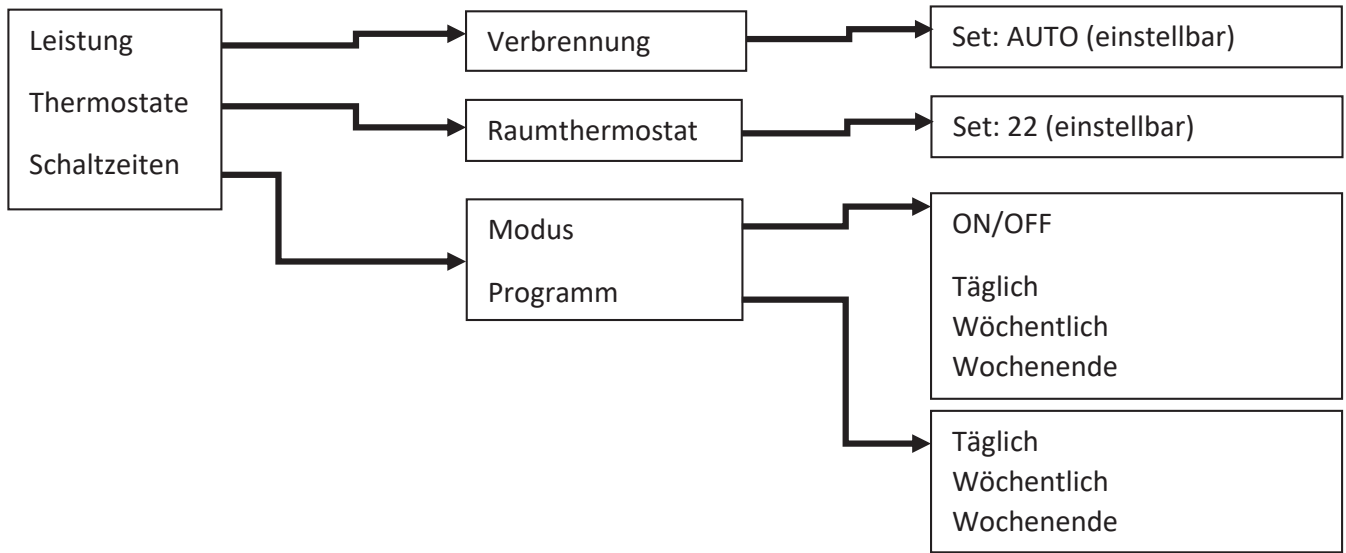 Leistung
Thermostate
Schaltzeiten
Verbrennung
Raumthermostat
Modus
Programm
Set: AUTO (einstellbar)
Set: 22 (einstellbar)
ON/OFF
Täglich
Wöchentlich
Wochenende
Täglich
Wöchentlich
Wochenende